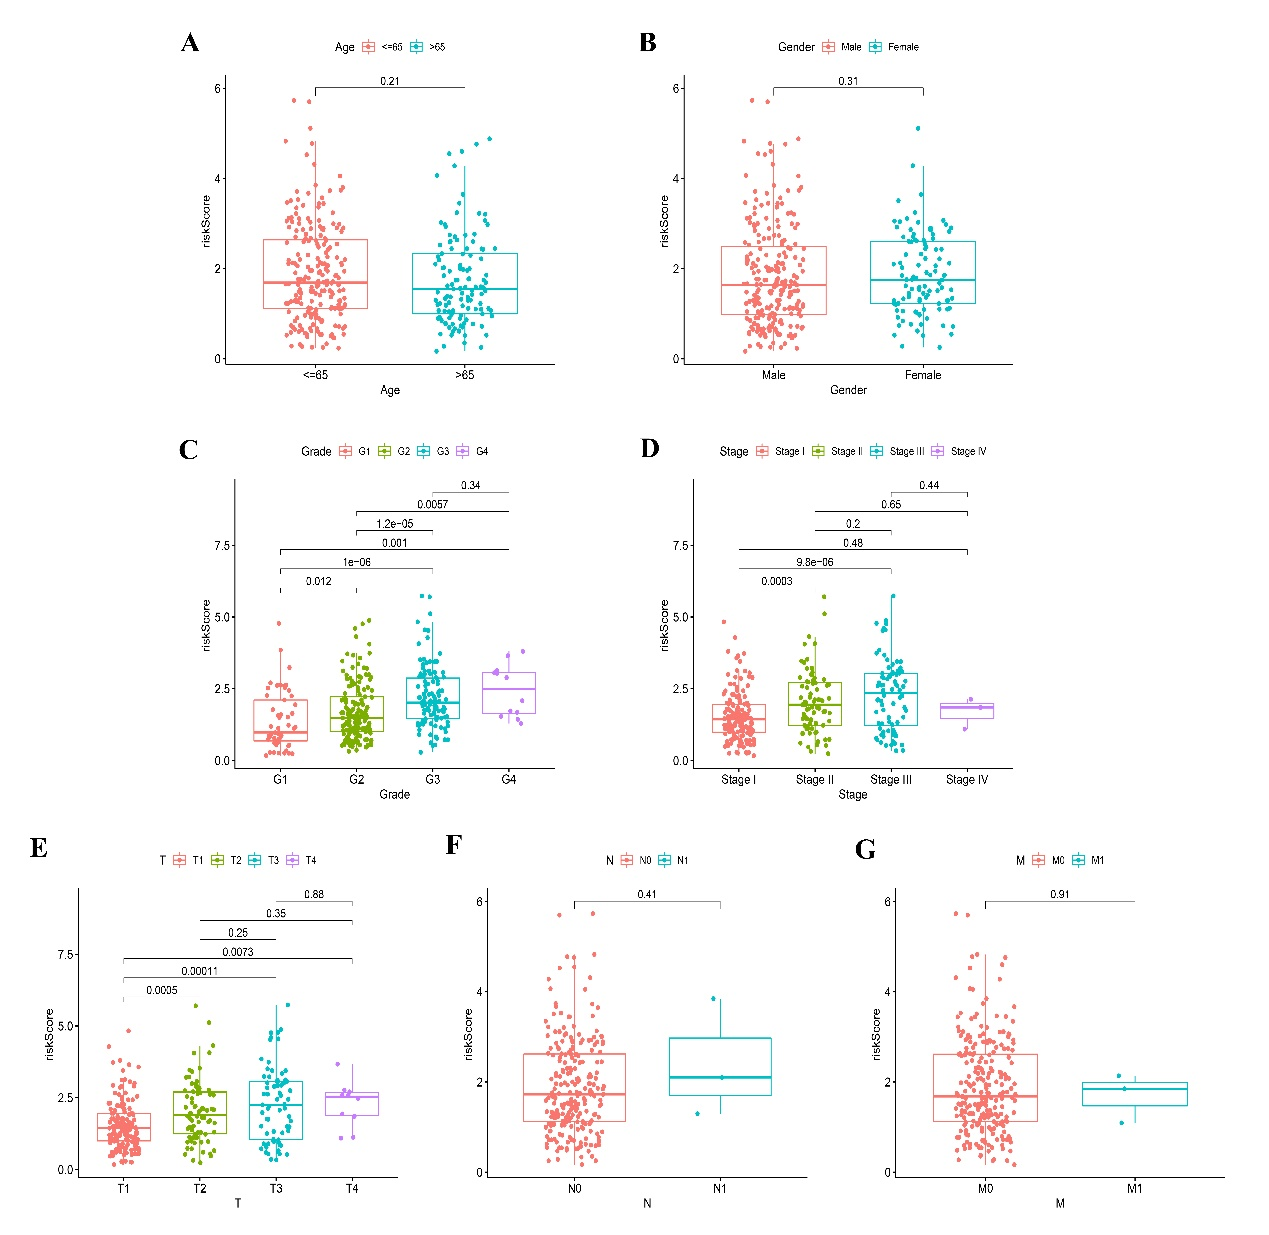 A
Age <=65 >65
0.21
6
4
2
0
riskScore
<=65 >65
Age
B
Gender Male Female
0.31
6
4
2
0
riskScore
Male Female
Gender
C
Grade G1 G2 G3 G4
0.34
0.0057
1.2e-05
0.001
1e-06
0.012
7.5
5.0
2.5
0.0
riskScore
G1 G2 G3 G4
Grade
D
Stage Stage I Stage II Stage III Stage IV
0.44
0.65
0.2
0.48
9.8e-06
0.0003
7.5
5.0
2.5
0.0
riskScore
Stage I Stage II Stage III Stage IV
Stage
E
T T1 T2 T3 T4
0.88
0.35
0.25
0.0073
0.00011
0.0005
7.5
5.0
2.5
0.0
riskScore
T1 T2 T3 T4
T
F
N N0 N1
0.41
6
4
2
0
riskScore
N0 N1
N
G
M M0 M1
0.91
6
4
2
0
riskScore
M0 M1
M